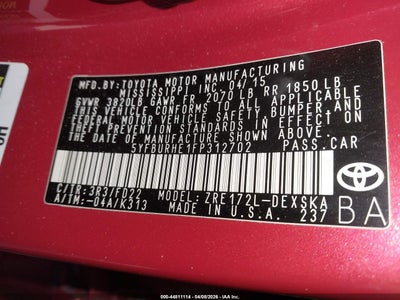 MFD.BY:TOYOTA MOTOR MANUFACTURING
MISSISSIPPI INC. 04/15
GVWR 3820LB GAWR FR 2070 LB RR 1850LB
THIS VEHICLE CONFORMS TO ALL APPLICABLE
FEDERAL MOTOR VEHICLE SAFETY, BUMPER, AND
THEFT PREVENTION STANDARDS IN EFFECT ON
THE DATE OF MANUFACTURE SHOWN ABOVE.
5YFBURHE1FP312702 PASS.CAR
C/TR:3R3/FD22 MODEL: ZRE172L-DEXSKA
A/TM:-04A/K313 MADE IN U.S.A. 237
TOYOTA
BA
000-44811114 - 04/09/2026 - IAA, Inc.